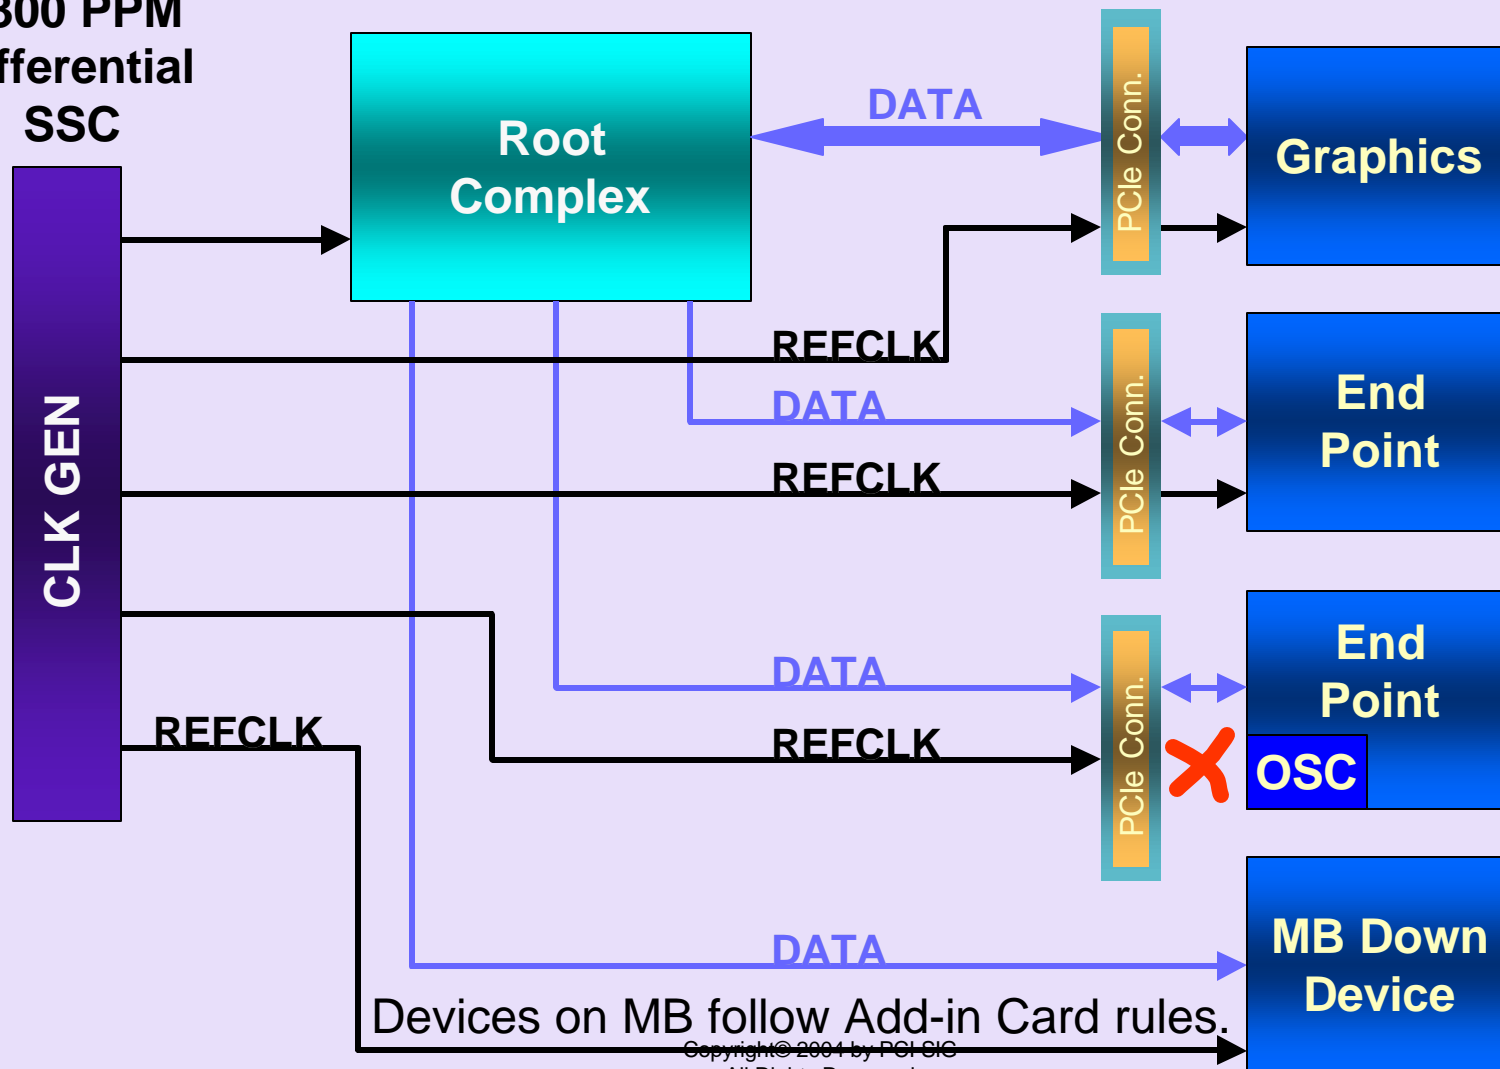 300 PPM
fferential
SSC
CLK GEN
Root
Complex
DATA
PCIe Conn.
Graphics
REFCLK
DATA
REFCLK
PCIe Conn.
End
Point
DATA
REFCLK
PCIe Conn.
End
Point
OSC
REFCLK
DATA
MB Down
Device
Devices on MB follow Add-in Card rules.
Copyright© 2004 by PCI-SIG